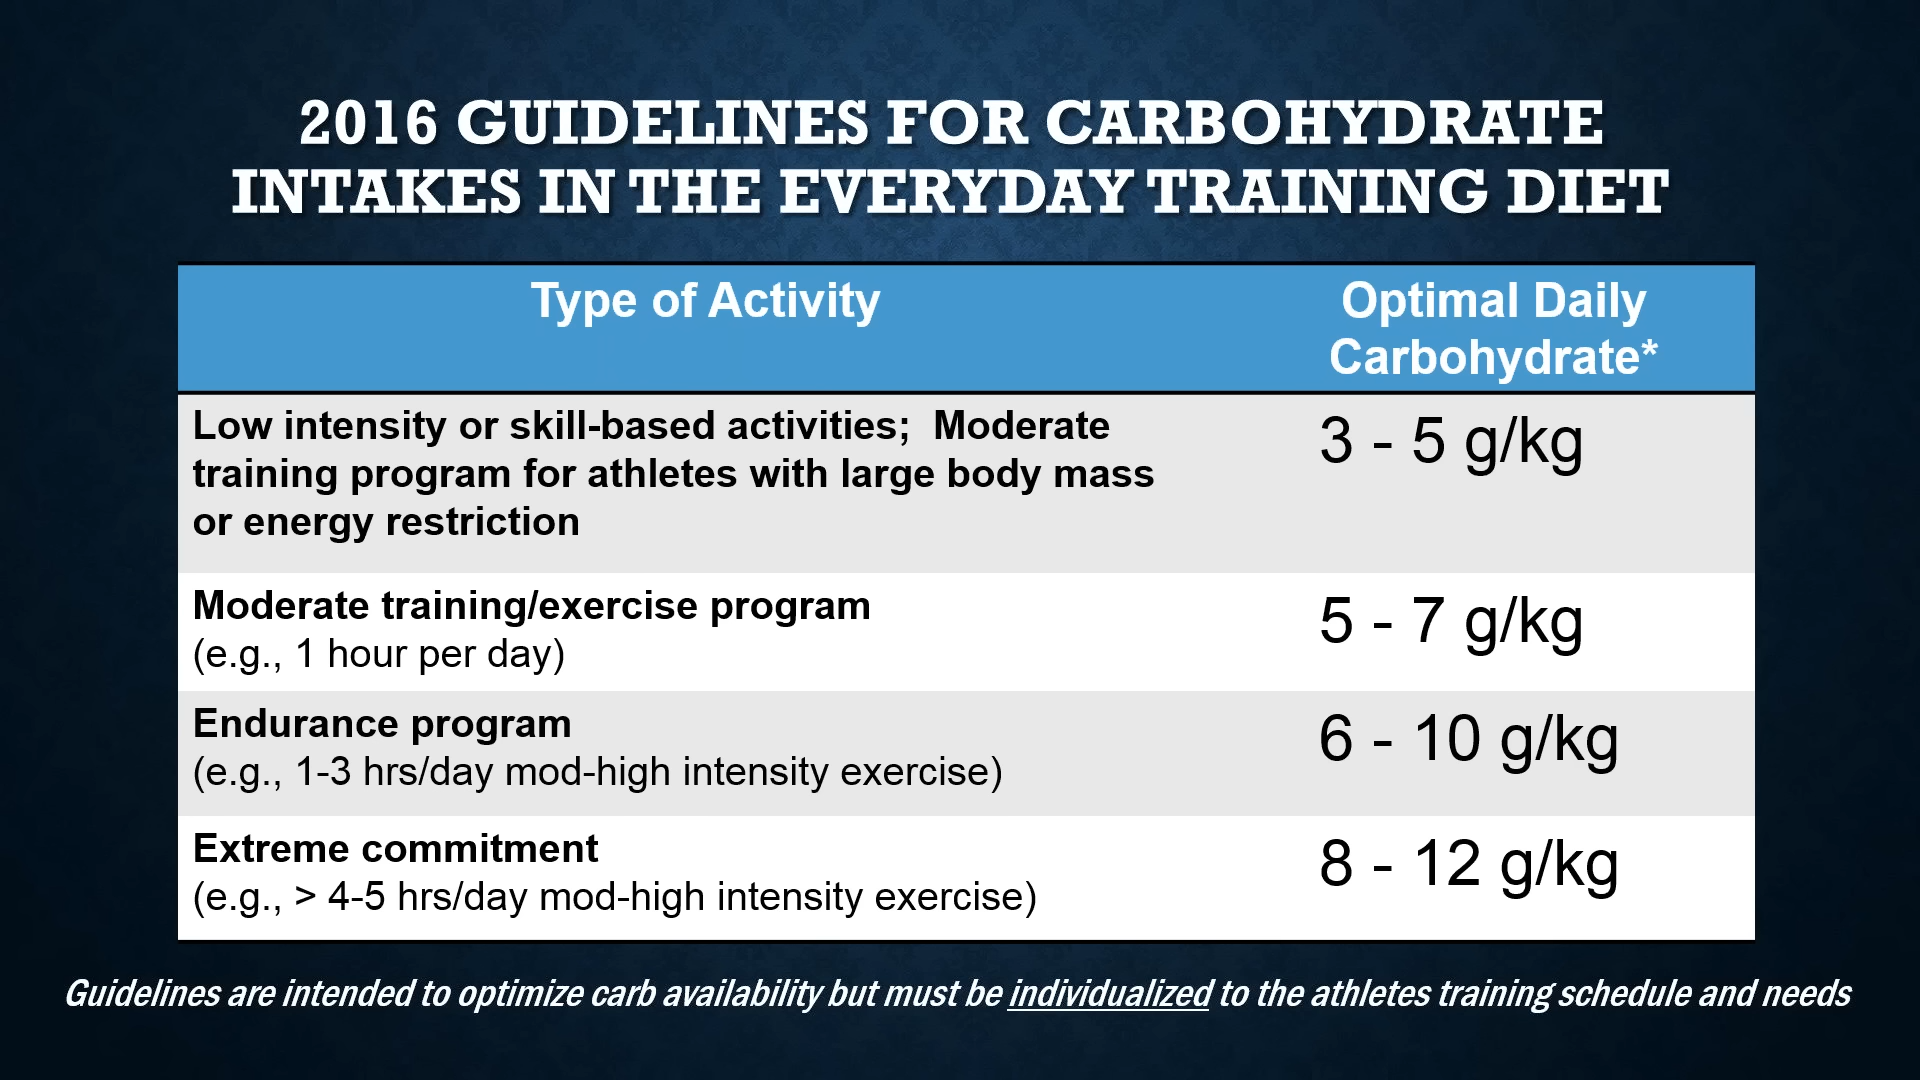 2016 GUIDELINES FOR CARBOHYDRATE
INTAKES IN THE EVERYDAY TRAINING DIET
Type of Activity
Optimal Daily
Carbohydrate*
Low intensity or skill-based activities;  Moderate
training program for athletes with large body mass
or energy restriction
3 - 5 g/kg
Moderate training/exercise program
(e.g., 1 hour per day)
5 - 7 g/kg
Endurance program
(e.g., 1-3 hrs/day mod-high intensity exercise)
6 - 10 g/kg
Extreme commitment
(e.g., > 4-5 hrs/day mod-high intensity exercise)
8 - 12 g/kg
Guidelines are intended to optimize carb availability but must be individualized to the athletes training schedule and needs